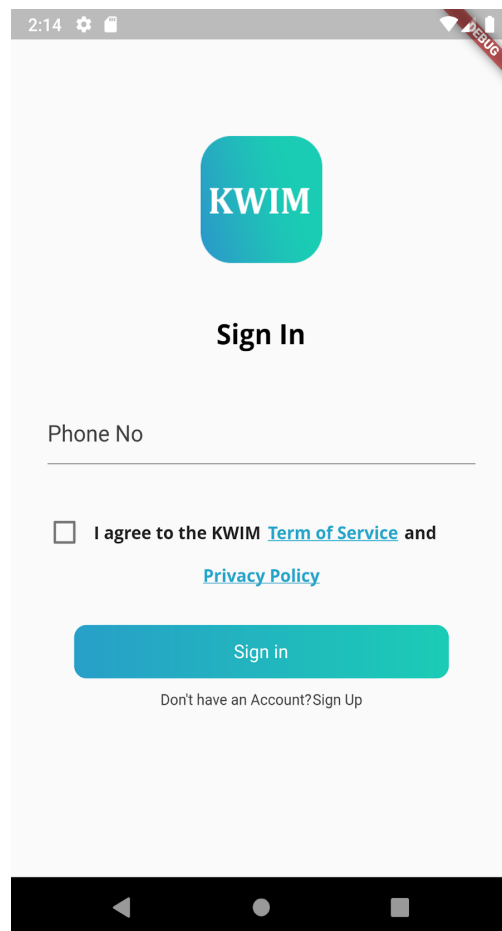 2:14
DEBUG
KWIM
Sign In
Phone No
I agree to the KWIM Term of Service and
Privacy Policy
Sign in
Don't have an Account?Sign Up